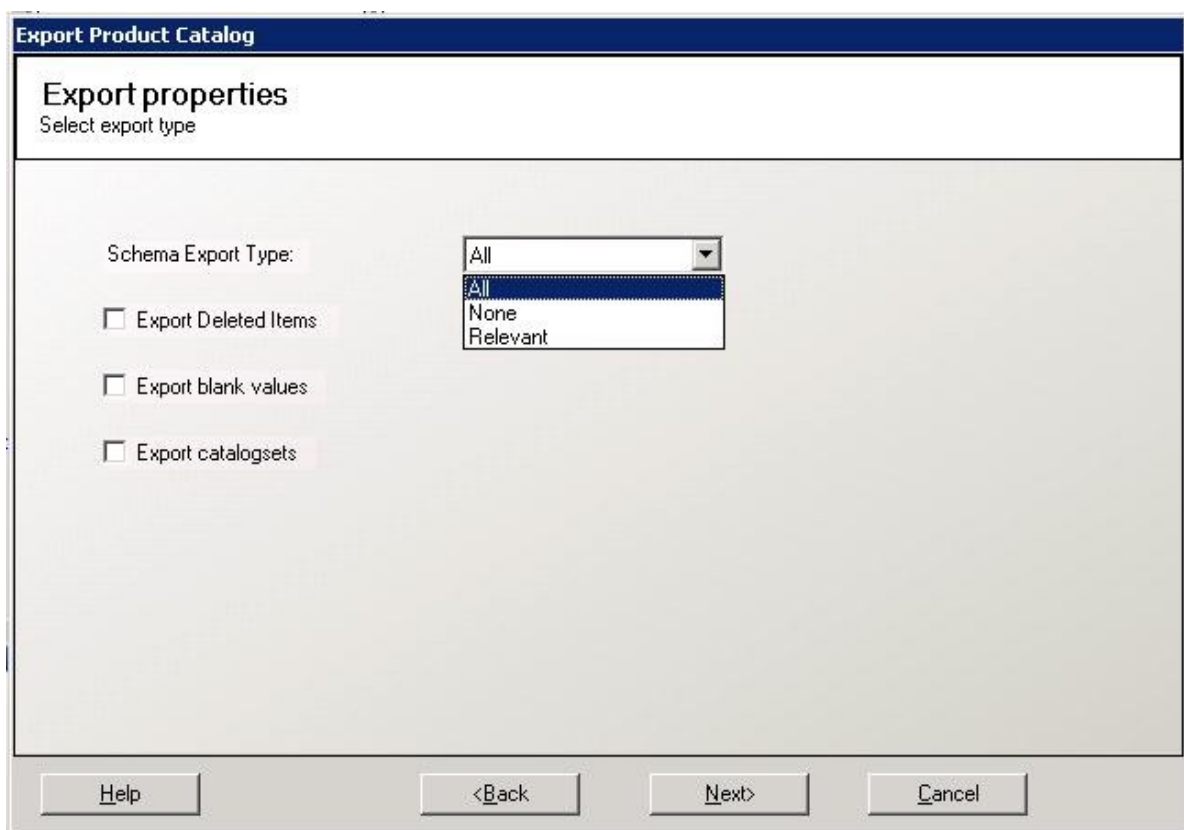 Export Product Catalog
Export properties
Select export type
Schema Export Type:
All
All
None
Relevant
Export Deleted Items
Export blank values
Export catalogsets
Help
<Back
Next>
Cancel